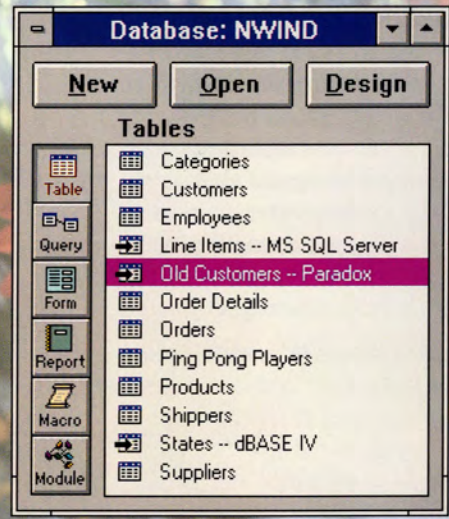 Database: NWIND
New Open Design
Tables
Table
Query
Form
Report
Macro
Module
Categories
Customers
Employees
Line Items -- MS SQL Server
Old Customers -- Paradox
Order Details
Orders
Ping Pong Players
Products
Shippers
States -- dBASE IV
Suppliers